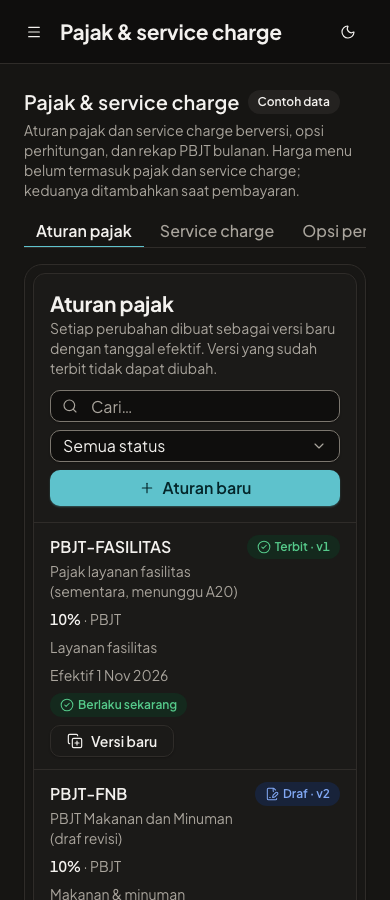 Pajak & service charge
Pajak & service charge Contoh data
Aturan pajak dan service charge berversi, opsi
perhitungan, dan rekap PBJT bulanan. Harga menu
belum termasuk pajak dan service charge;
keduanya ditambahkan saat pembayaran.
Aturan pajak Service charge Opsi per
Aturan pajak
Setiap perubahan dibuat sebagai versi baru
dengan tanggal efektif. Versi yang sudah
terbit tidak dapat diubah.
Cari...
Semua status
+ Aturan baru
PBJT-FASILITAS Terbit · v1
Pajak layanan fasilitas
(sementara, menunggu A20)
10% · PBJT
Layanan fasilitas
Efektif 1 Nov 2026
Berlaku sekarang
Versi baru
PBJT-FNB Draf · v2
PBJT Makanan dan Minuman
(draf revisi)
10% · PBJT
Makanan & minuman